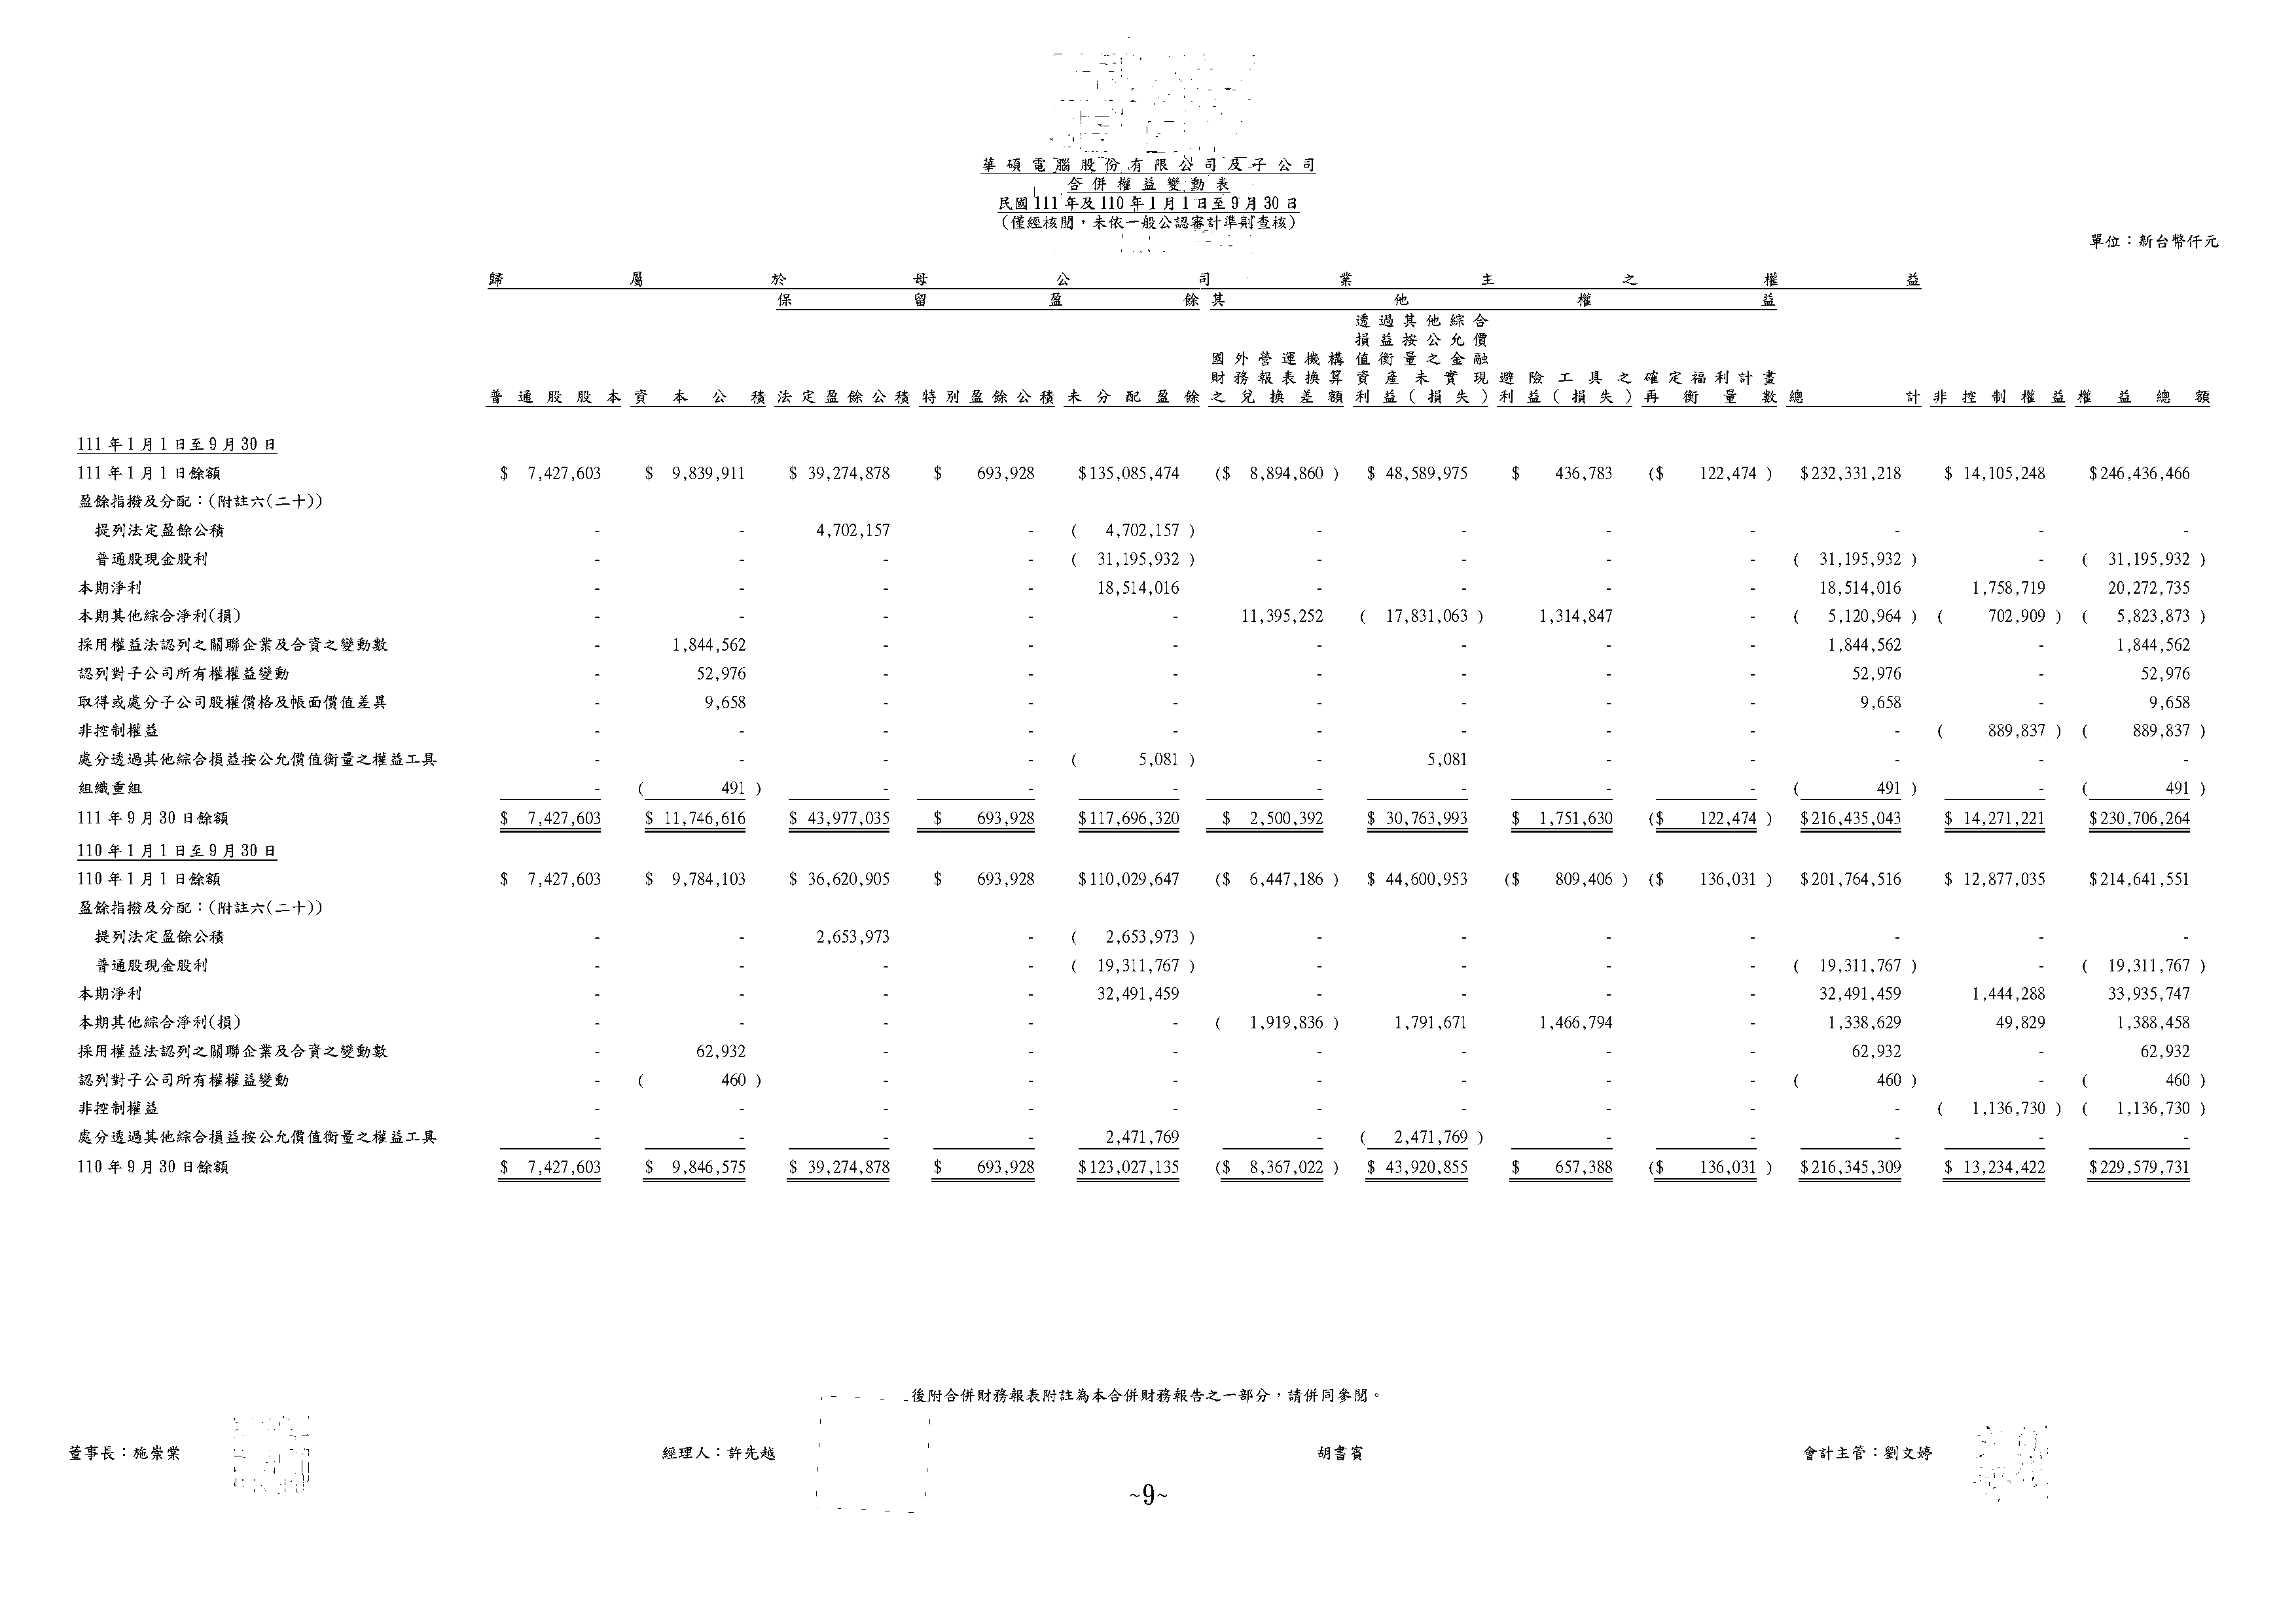 華碩電腦股份有限公司及子公司
合併權益變動表
民國111年及110年1月1日至9月30日
(僅經核閱,未依一般公認審計準則查核)
單位:新台幣仟元
歸屬於母公司業主之權益
保留盈餘 其他權益
普通股股本 資本公積 法定盈餘公積 特別盈餘公積 未分配盈餘 國外營運機構財務報表換算之兌換差額 透過其他綜合損益按公允價值衡量之金融資產未實現利益(損失) 避險工具之利益(損失) 確定福利計畫再衡量數 總計 非控制權益 權益總額
111年1月1日至9月30日
111年1月1日餘額 $ 7,427,603 $ 9,839,911 $ 39,274,878 $ 693,928 $135,085,474 ($ 8,894,860 ) $ 48,589,975 $ 436,783 ($ 122,474 ) $232,331,218 $ 14,105,248 $246,436,466
盈餘指撥及分配:(附註六(二十))
提列法定盈餘公積 - - 4,702,157 - ( 4,702,157 ) - - - - - - -
普通股現金股利 - - - - ( 31,195,932 ) - - - - ( 31,195,932 ) - ( 31,195,932 )
本期淨利 - - - - 18,514,016 - - - - 18,514,016 1,758,719 20,272,735
本期其他綜合淨利(損) - - - - - 11,395,252 ( 17,831,063 ) 1,314,847 - ( 5,120,964 ) ( 702,909 ) ( 5,823,873 )
採用權益法認列之關聯企業及合資之變動數 - 1,844,562 - - - - - - - 1,844,562 - 1,844,562
認列對子公司所有權權益變動 - 52,976 - - - - - - - 52,976 - 52,976
取得或處分子公司股權價格及帳面價值差異 - 9,658 - - - - - - - 9,658 - 9,658
非控制權益 - - - - - - - - - - ( 889,837 ) ( 889,837 )
處分透過其他綜合損益按公允價值衡量之權益工具 - - - - ( 5,081 ) - 5,081 - - - - -
組織重組 - ( 491 ) - - - - - - - ( 491 ) - ( 491 )
111年9月30日餘額 $ 7,427,603 $ 11,746,616 $ 43,977,035 $ 693,928 $117,696,320 $ 2,500,392 $ 30,763,993 $ 1,751,630 ($ 122,474 ) $216,435,043 $ 14,271,221 $230,706,264
110年1月1日至9月30日
110年1月1日餘額 $ 7,427,603 $ 9,784,103 $ 36,620,905 $ 693,928 $110,029,647 ($ 6,447,186 ) $ 44,600,953 ($ 809,406 ) ($ 136,031 ) $201,764,516 $ 12,877,035 $214,641,551
盈餘指撥及分配:(附註六(二十))
提列法定盈餘公積 - - 2,653,973 - ( 2,653,973 ) - - - - - - -
普通股現金股利 - - - - ( 19,311,767 ) - - - - ( 19,311,767 ) - ( 19,311,767 )
本期淨利 - - - - 32,491,459 - - - - 32,491,459 1,444,288 33,935,747
本期其他綜合淨利(損) - - - - - ( 1,919,836 ) 1,791,671 1,466,794 - 1,338,629 49,829 1,388,458
採用權益法認列之關聯企業及合資之變動數 - 62,932 - - - - - - - 62,932 - 62,932
認列對子公司所有權權益變動 - ( 460 ) - - - - - - - ( 460 ) - ( 460 )
非控制權益 - - - - - - - - - - ( 1,136,730 ) ( 1,136,730 )
處分透過其他綜合損益按公允價值衡量之權益工具 - - - - 2,471,769 - ( 2,471,769 ) - - - - -
110年9月30日餘額 $ 7,427,603 $ 9,846,575 $ 39,274,878 $ 693,928 $123,027,135 ($ 8,367,022 ) $ 43,920,855 $ 657,388 ($ 136,031 ) $216,345,309 $ 13,234,422 $229,579,731
後附合併財務報表附註為本合併財務報告之一部分,請併同參閱。
董事長:施崇棠 經理人:許先越 胡書賓 會計主管:劉文婷
~9~